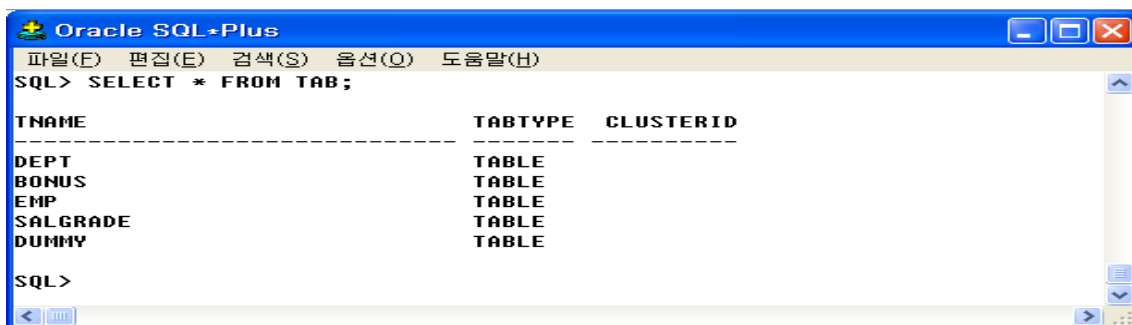 Oracle SQL*Plus
파일(F) 편집(E) 검색(S) 옵션(O) 도움말(H)
SQL> SELECT * FROM TAB;
TNAME TABTYPE CLUSTERID
------------------------------ ------- ----------
DEPT TABLE
BONUS TABLE
EMP TABLE
SALGRADE TABLE
DUMMY TABLE
SQL>